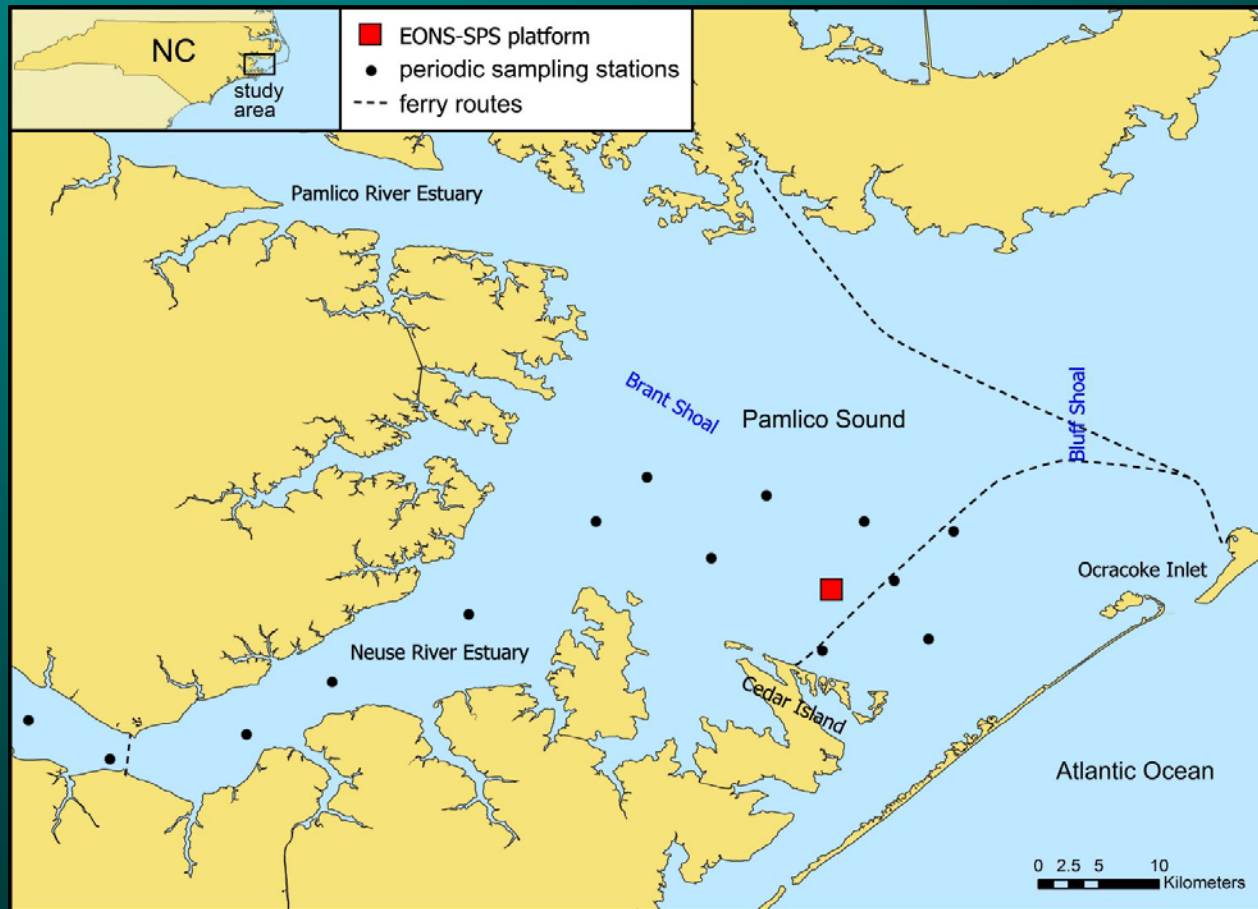 NC
study
area
EONS-SPS platform
periodic sampling stations
ferry routes
Pamlico River Estuary
Brant Shoal
Pamlico Sound
Bluff Shoal
Ocracoke Inlet
Neuse River Estuary
Cedar Island
Atlantic Ocean
0 2.5 5 10
Kilometers